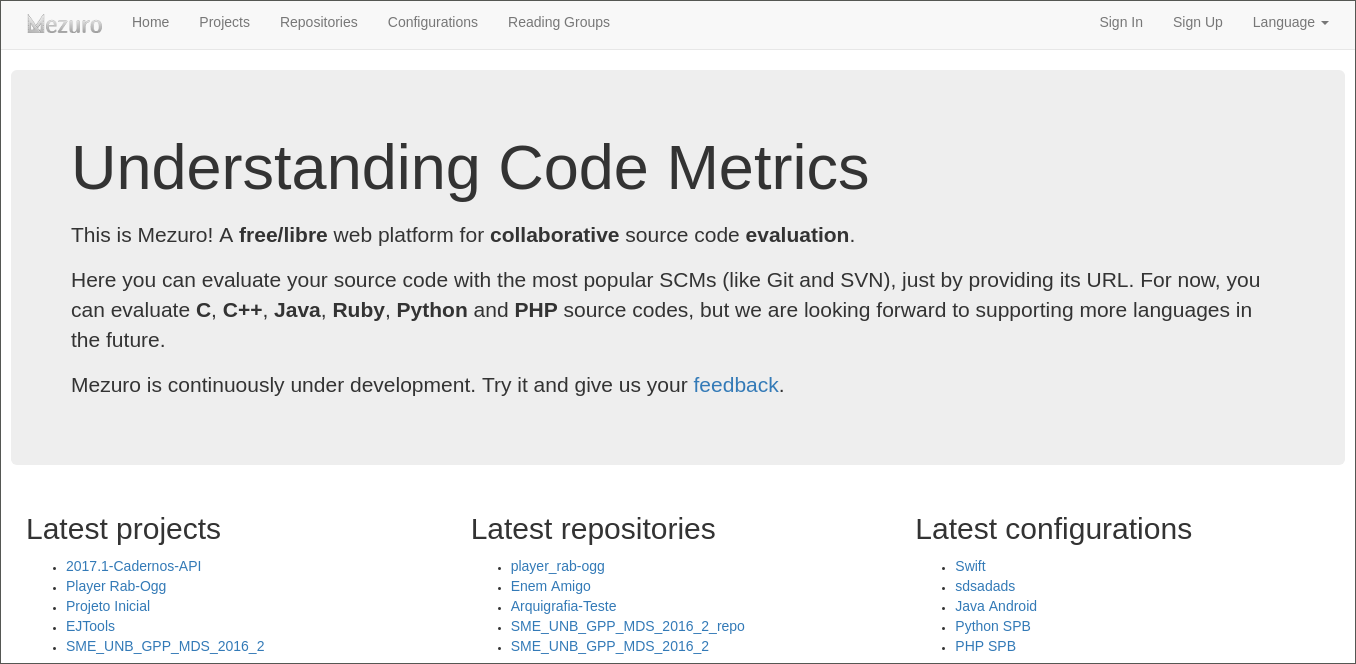 Mezuro Home Projects Repositories Configurations Reading Groups Sign In Sign Up Language
Understanding Code Metrics
This is Mezuro! A free/libre web platform for collaborative source code evaluation.
Here you can evaluate your source code with the most popular SCMs (like Git and SVN), just by providing its URL. For now, you
can evaluate C, C++, Java, Ruby, Python and PHP source codes, but we are looking forward to supporting more languages in
the future.
Mezuro is continuously under development. Try it and give us your feedback.
Latest projects
2017.1-Cadernos-API
Player Rab-Ogg
Projeto Inicial
EJTools
SME_UNB_GPP_MDS_2016_2
Latest repositories
player_rab-ogg
Enem Amigo
Arquigrafia-Teste
SME_UNB_GPP_MDS_2016_2_repo
SME_UNB_GPP_MDS_2016_2
Latest configurations
Swift
sdsadads
Java Android
Python SPB
PHP SPB